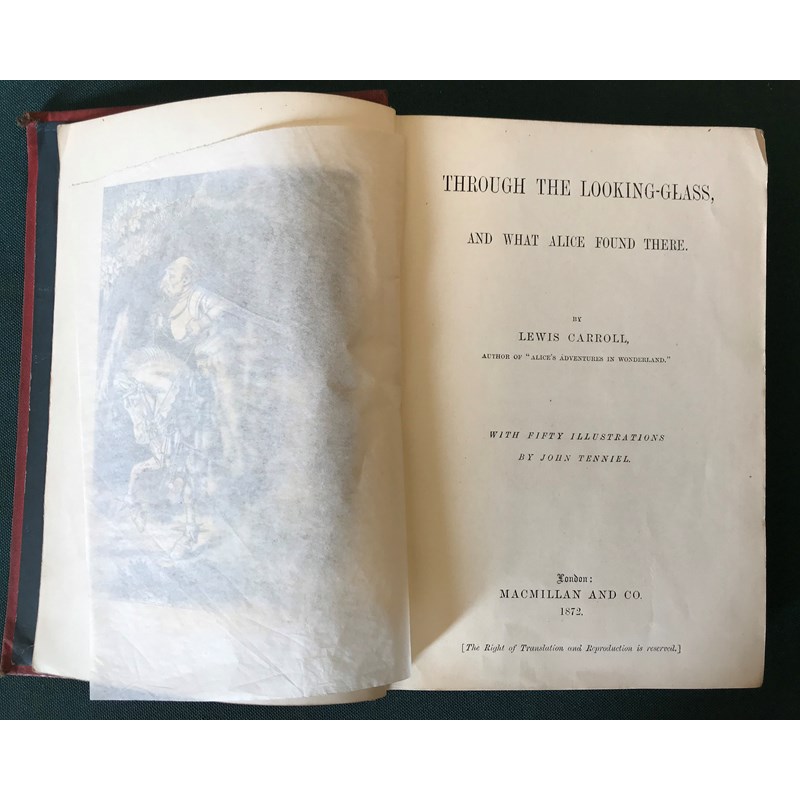 THROUGH THE LOOKING-GLASS,
AND WHAT ALICE FOUND THERE.
BY
LEWIS CARROLL,
AUTHOR OF "ALICE'S ADVENTURES IN WONDERLAND."
WITH FIFTY ILLUSTRATIONS
BY JOHN TENNIEL.
London:
MACMILLAN AND CO.
1872.
[The Right of Translation and Reproduction is reserved.]